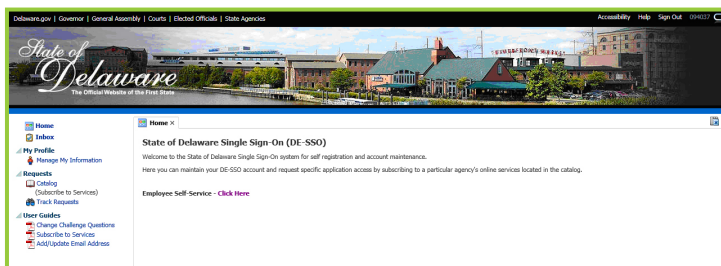 Delaware.gov | Governor | General Assembly | Courts | Elected Officials | State Agencies
Accessibility Help Sign Out 094037
State of
Delaware
The Official Website of the First State
RIVERFRONT MARKET
Home
Inbox
My Profile
Manage My Information
Requests
Catalog
(Subscribe to Services)
Track Requests
User Guides
Change Challenge Questions
Subscribe to Services
Add/Update Email Address
Home ×
State of Delaware Single Sign-On (DE-SSO)
Welcome to the State of Delaware Single Sign-On system for self registration and account maintenance.
Here you can maintain your DE-SSO account and request specific application access by subscribing to a particular agency's online services located in the catalog.
Employee Self-Service - Click Here